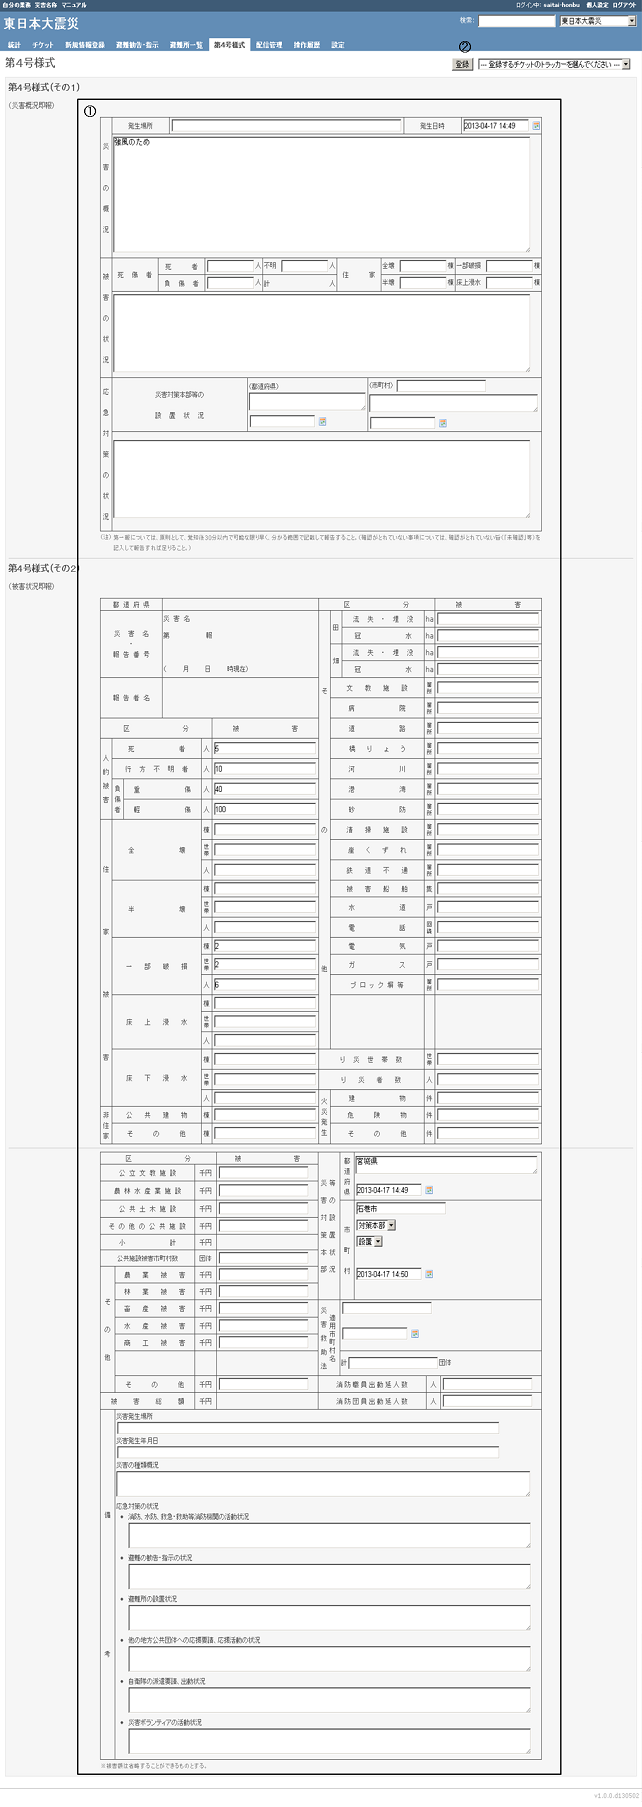 自分の業務 災害名称 マニュアル
ログイン中: saitai-honbu 個人設定 ログアウト
東日本大震災
検索:
東日本大震災
統計 チケット 新規情報登録 避難勧告・指示 避難所一覧 第4号様式 配信管理 操作履歴 設定
②
第4号様式
登録
--- 登録するチケットのトラッカーを選んでください ---
第4号様式(その1)
(災害概況即報)
①
発生場所
発生日時
2013-04-17 14:49
災害の概況
強風のため
被害の状況
死傷者
死者 人 不明 人
負傷者 人 計 人
住家
全壊 棟 一部破損 棟
半壊 棟 床上浸水 棟
応急対策の状況
災害対策本部等の
設置状況
(都道府県)
(市町村)
(注) 第一報については、原則として、覚知後30分以内で可能な限り早く、分かる範囲で記載して報告すること。(確認がとれていない事項については、確認がとれていない旨(「未確認」等)を
記入して報告すれば足りること。)
第4号様式(その2)
(被害状況即報)
都道府県
災害名
・
報告番号
災害名
第 報
( 月 日 時現在)
報告者名
区分 被害
人的被害
死者 人 5
行方不明者 人 10
負傷者
重傷 人 40
軽傷 人 100
住家被害
全壊
棟
世帯
人
半壊
棟
世帯
人
一部破損
棟 2
世帯 2
人 6
床上浸水
棟
世帯
人
床下浸水
棟
世帯
人
非住家
公共建物 棟
その他 棟
区分 被害
その他
田
流失・埋没 ha
冠水 ha
畑
流失・埋没 ha
冠水 ha
文教施設 箇所
病院 箇所
道路 箇所
橋りょう 箇所
河川 箇所
港湾 箇所
砂防 箇所
清掃施設 箇所
崖くずれ 箇所
鉄道不通 箇所
被害船舶 隻
水道 戸
電話 回線
電気 戸
ガス 戸
ブロック塀等 箇所
り災世帯数 世帯
り災者数 人
火災発生
建物 件
危険物 件
その他 件
区分 被害
公立文教施設 千円
農林水産業施設 千円
公共土木施設 千円
その他の公共施設 千円
小計 千円
公共施設被害市町村数 団体
その他
農業被害 千円
林業被害 千円
畜産被害 千円
水産被害 千円
商工被害 千円
その他 千円
被害総額 千円
災害対策本部
等の設置状況
都道府県
宮城県
2013-04-17 14:49
市町村
石巻市
対策本部
設置
2013-04-17 14:50
災害救助法
適用市町村名
計 団体
消防職員出動延人数 人
消防団員出動延人数 人
備考
災害発生場所
災害発生年月日
災害の種類概況
応急対策の状況
• 消防、水防、救急・救助等消防機関の活動状況
• 避難の勧告・指示の状況
• 避難所の設置状況
• 他の地方公共団体への応援要請、応援活動の状況
• 自衛隊の派遣要請、出動状況
• 災害ボランティアの活動状況
※被害額は省略することができるものとする。
v1.0.0.d130502